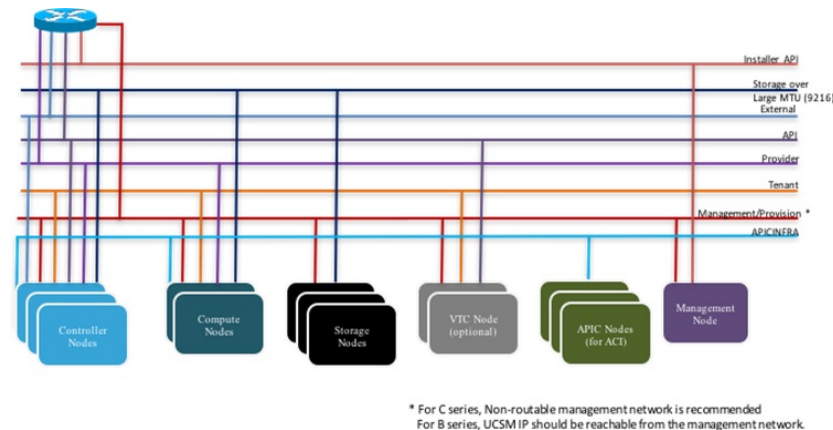 Installer API
Storage over
Large MTU (9216)
External
API
Provider
Tenant
Management/Provision *
APICINFRA
Controller
Nodes
Compute
Nodes
Storage
Nodes
VTC Node
(optional)
APIC Nodes
(for ACI)
Management
Node
* For C series, Non-routable management network is recommended
For B series, UCSM IP should be reachable from the management network.